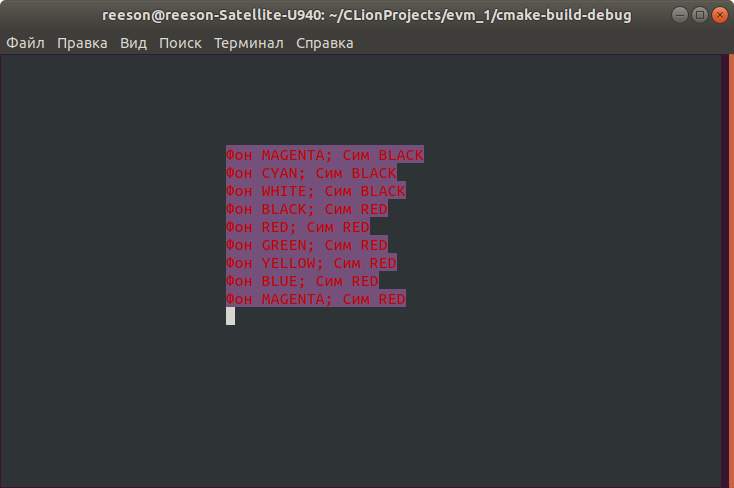 reeson@reeson-Satellite-U940: ~/CLionProjects/evm_1/cmake-build-debug
Файл Правка Вид Поиск Терминал Справка
Фон MAGENTA; Сим BLACK
Фон CYAN; Сим BLACK
Фон WHITE; Сим BLACK
Фон BLACK; Сим RED
Фон RED; Сим RED
Фон GREEN; Сим RED
Фон YELLOW; Сим RED
Фон BLUE; Сим RED
Фон MAGENTA; Сим RED